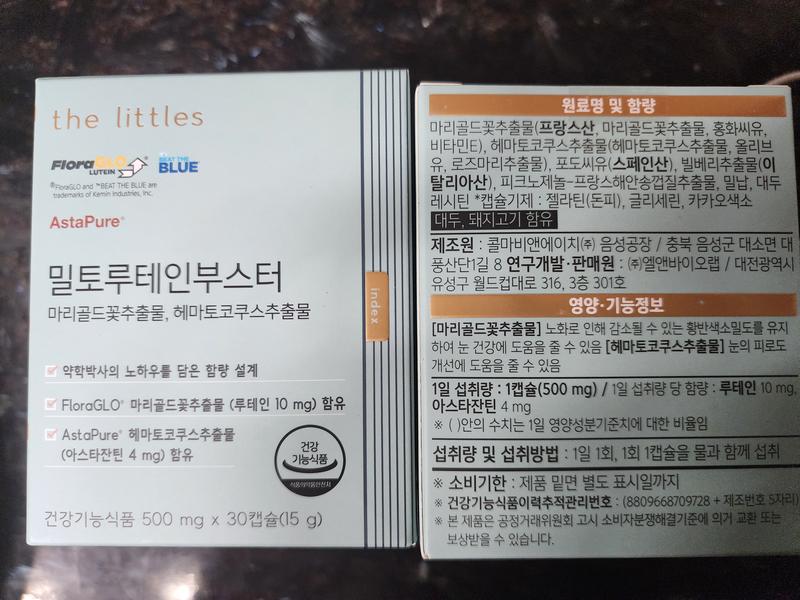 the littles
FloraGLO®
LUTEIN
BEAT THE
BLUE™
®FloraGLO and ™BEAT THE BLUE are
trademarks of Kemin Industries, Inc.
AstaPure®
밀토루테인부스터
마리골드꽃추출물, 헤마토코쿠스추출물
index
약학박사의 노하우를 담은 함량 설계
FloraGLO® 마리골드꽃추출물 (루테인 10 mg) 함유
AstaPure® 헤마토코쿠스추출물
(아스타잔틴 4 mg) 함유
건강
기능식품
식품의약품안전처
건강기능식품 500 mg x 30캡슐(15 g)
원료명 및 함량
마리골드꽃추출물(프랑스산, 마리골드꽃추출물, 홍화씨유,
비타민E), 헤마토코쿠스추출물(헤마토코쿠스추출물, 올리브
유, 로즈마리추출물), 포도씨유(스페인산), 빌베리추출물(이
탈리아산), 피크노제놀-프랑스해안송껍질추출물, 밀납, 대두
레시틴 *캡슐기제 : 젤라틴(돈피), 글리세린, 카카오색소
대두, 돼지고기 함유
제조원 : 콜마비앤에이치㈜ 음성공장 / 충북 음성군 대소면 대
풍산단1길 8 연구개발·판매원 : ㈜엘앤바이오랩 / 대전광역시
유성구 월드컵대로 316, 3층 301호
영양·기능정보
[마리골드꽃추출물] 노화로 인해 감소될 수 있는 황반색소밀도를 유지
하여 눈 건강에 도움을 줄 수 있음 [헤마토코쿠스추출물] 눈의 피로도
개선에 도움을 줄 수 있음
1일 섭취량 : 1캡슐(500 mg) / 1일 섭취량 당 함량 : 루테인 10 mg,
아스타잔틴 4 mg
※ ( )안의 수치는 1일 영양성분기준치에 대한 비율임
섭취량 및 섭취방법 : 1일 1회, 1회 1캡슐을 물과 함께 섭취
※ 소비기한 : 제품 밑면 별도 표시일까지
※ 건강기능식품이력추적관리번호 : (8809668709728 + 제조번호 5자리)
※ 본 제품은 공정거래위원회 고시 소비자분쟁해결기준에 의거 교환 또는
보상받을 수 있습니다.